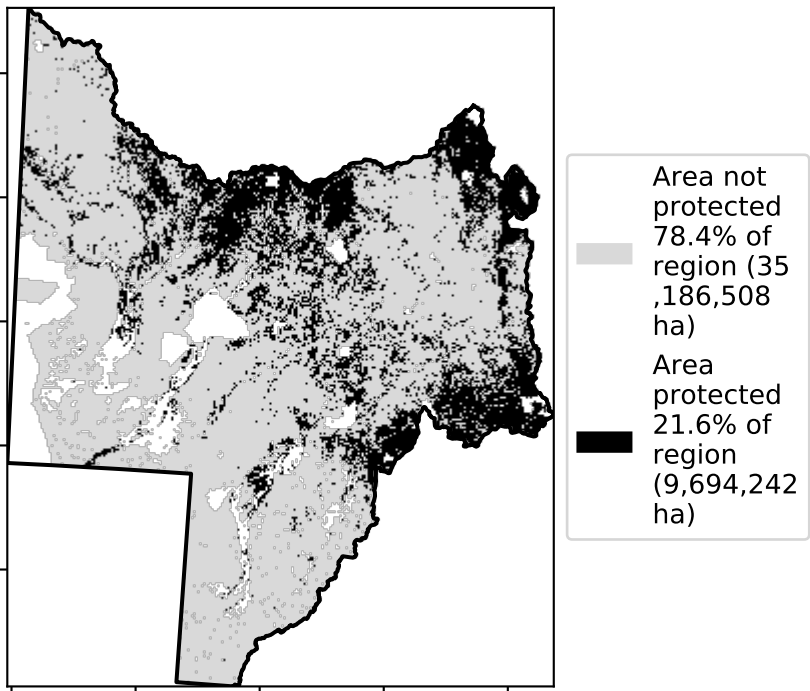 Area not
protected
78.4% of
region (35
,186,508
ha)
Area
protected
21.6% of
region
(9,694,242
ha)